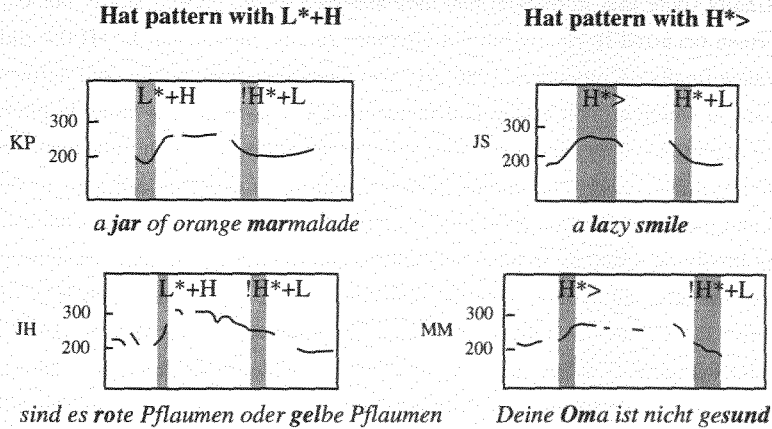 Hat pattern with L*+H
Hat pattern with H*>
L*+H !H*+L
300
KP
200
a jar of orange marmalade
H*> H*+L
300
JS
200
a lazy smile
L*+H !H*+L
300
JH
200
sind es rote Pflaumen oder gelbe Pflaumen
H*> !H*+L
300
MM
200
Deine Oma ist nicht gesund